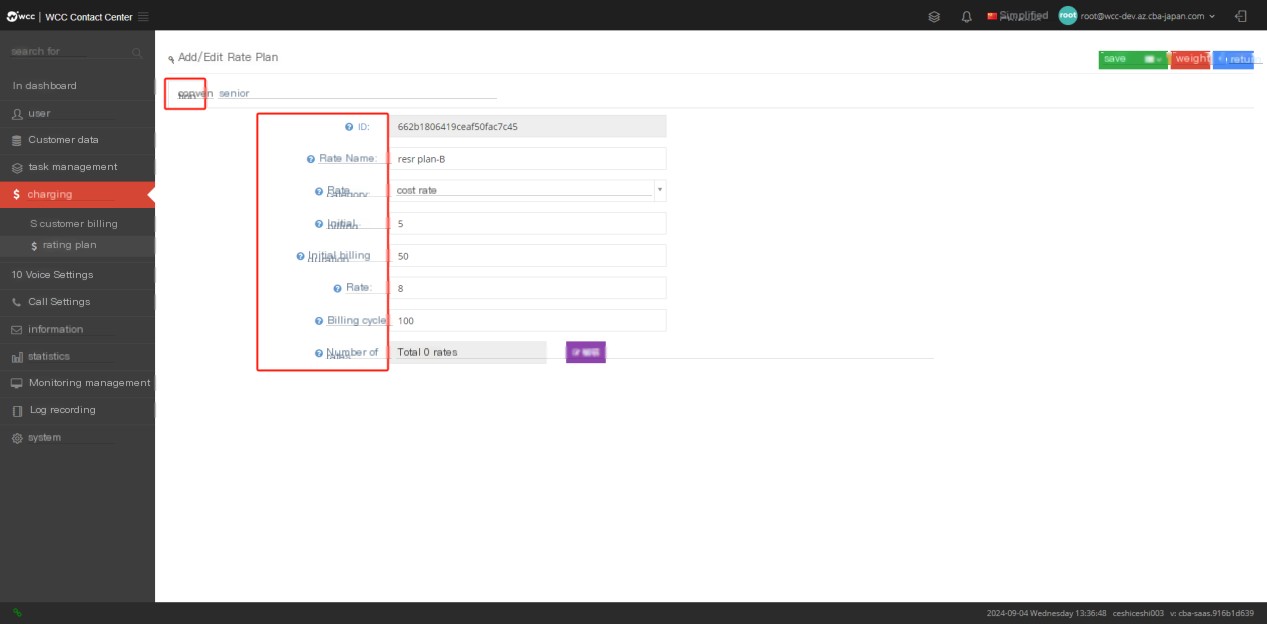 wcc | WCC Contact Center
Simplified
root root@wcc-dev.az.cba-japan.com
search for
In dashboard
user
Customer data
task management
charging
S customer billing
rating plan
10 Voice Settings
Call Settings
information
statistics
Monitoring management
Log recording
system
Add/Edit Rate Plan
save
weight
retu
conven
senior
ID: 662b1806419ceaf50fac7c45
Rate Name: resr plan-B
Rate category: cost rate
Initial 5
Initial billing duration 50
Rate: 8
Billing cycle 100
Number of rates Total 0 rates
2024-09-04 Wednesday 13:36:48 ceshiceshi003 v: cba-saas.916b1d639